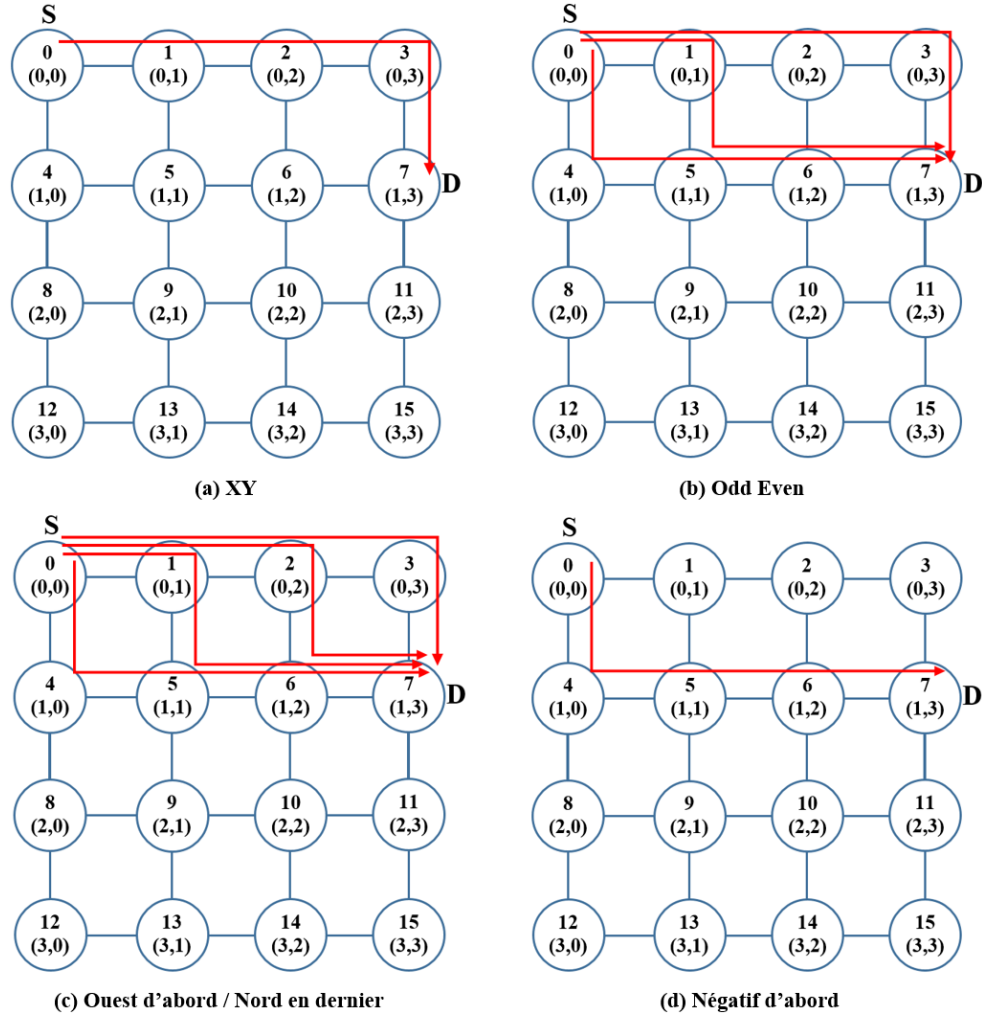 S
0 1 2 3
(0,0) (0,1) (0,2) (0,3)
4 5 6 7 D
(1,0) (1,1) (1,2) (1,3)
8 9 10 11
(2,0) (2,1) (2,2) (2,3)
12 13 14 15
(3,0) (3,1) (3,2) (3,3)
(a) XY
S
0 1 2 3
(0,0) (0,1) (0,2) (0,3)
4 5 6 7 D
(1,0) (1,1) (1,2) (1,3)
8 9 10 11
(2,0) (2,1) (2,2) (2,3)
12 13 14 15
(3,0) (3,1) (3,2) (3,3)
(b) Odd Even
S
0 1 2 3
(0,0) (0,1) (0,2) (0,3)
4 5 6 7 D
(1,0) (1,1) (1,2) (1,3)
8 9 10 11
(2,0) (2,1) (2,2) (2,3)
12 13 14 15
(3,0) (3,1) (3,2) (3,3)
(c) Ouest d'abord / Nord en dernier
S
0 1 2 3
(0,0) (0,1) (0,2) (0,3)
4 5 6 7 D
(1,0) (1,1) (1,2) (1,3)
8 9 10 11
(2,0) (2,1) (2,2) (2,3)
12 13 14 15
(3,0) (3,1) (3,2) (3,3)
(d) Négatif d'abord